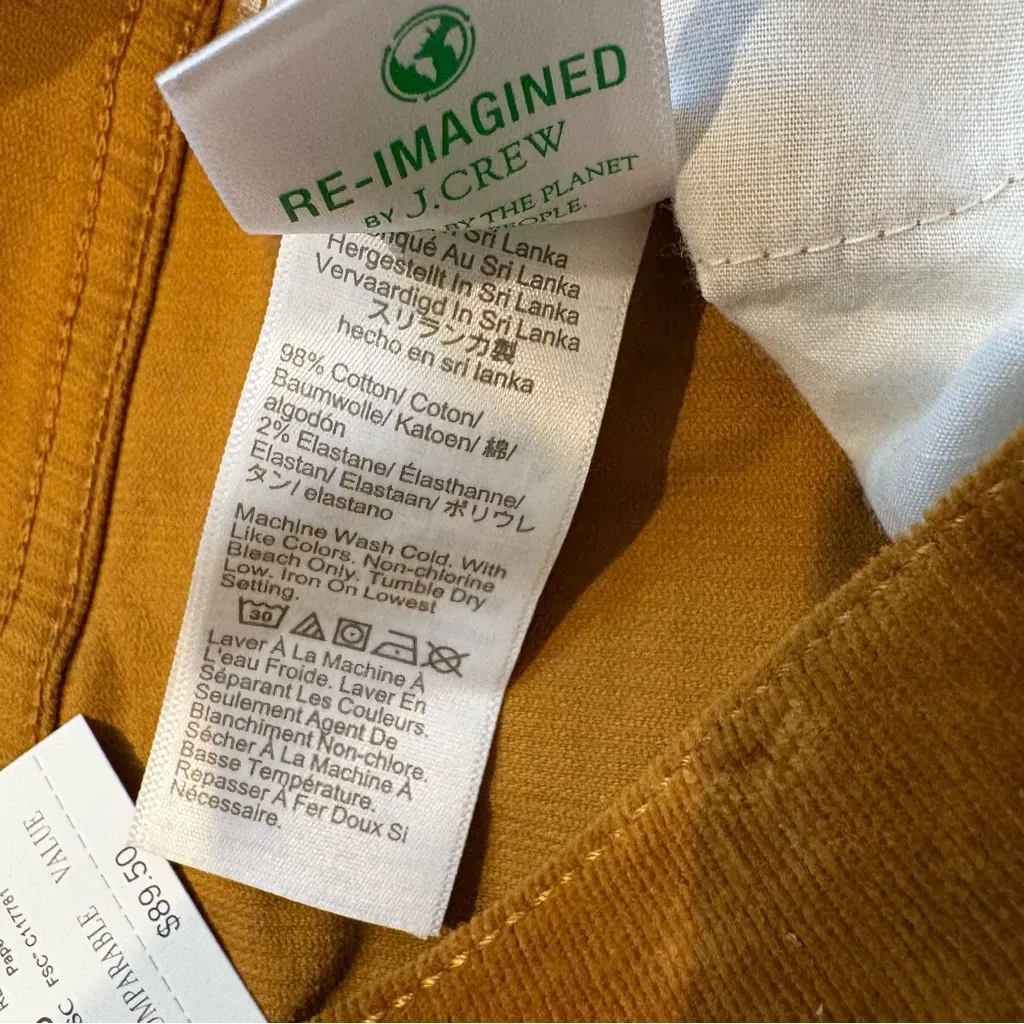 RE-IMAGINED
BY J.CREW
BY THE PLANET
PEOPLE.
Sri Lanka
Au Sri Lanka
Hergestellt In Sri Lanka
Vervaardigd In Sri Lanka
スリランカ製
hecho en sri lanka
98% Cotton/ Coton/
Baumwolle/ Katoen/ 綿/
algodón
2% Elastane/ Élasthanne/
Elastan/ Elastaan/ ポリウレ
タン/ elastano
Machine Wash Cold. With
Like Colors. Non-chlorine
Bleach Only. Tumble Dry
Low. Iron On Lowest
Setting.
30
Laver À La Machine À
L'eau Froide. Laver En
Séparant Les Couleurs.
Seulement Agent De
Blanchiment Non-chlore.
Sécher À La Machine À
Basse Température.
Repasser À Fer Doux Si
Nécessaire.
$89.50
COMPARABLE VALUE
FSC™ C117781